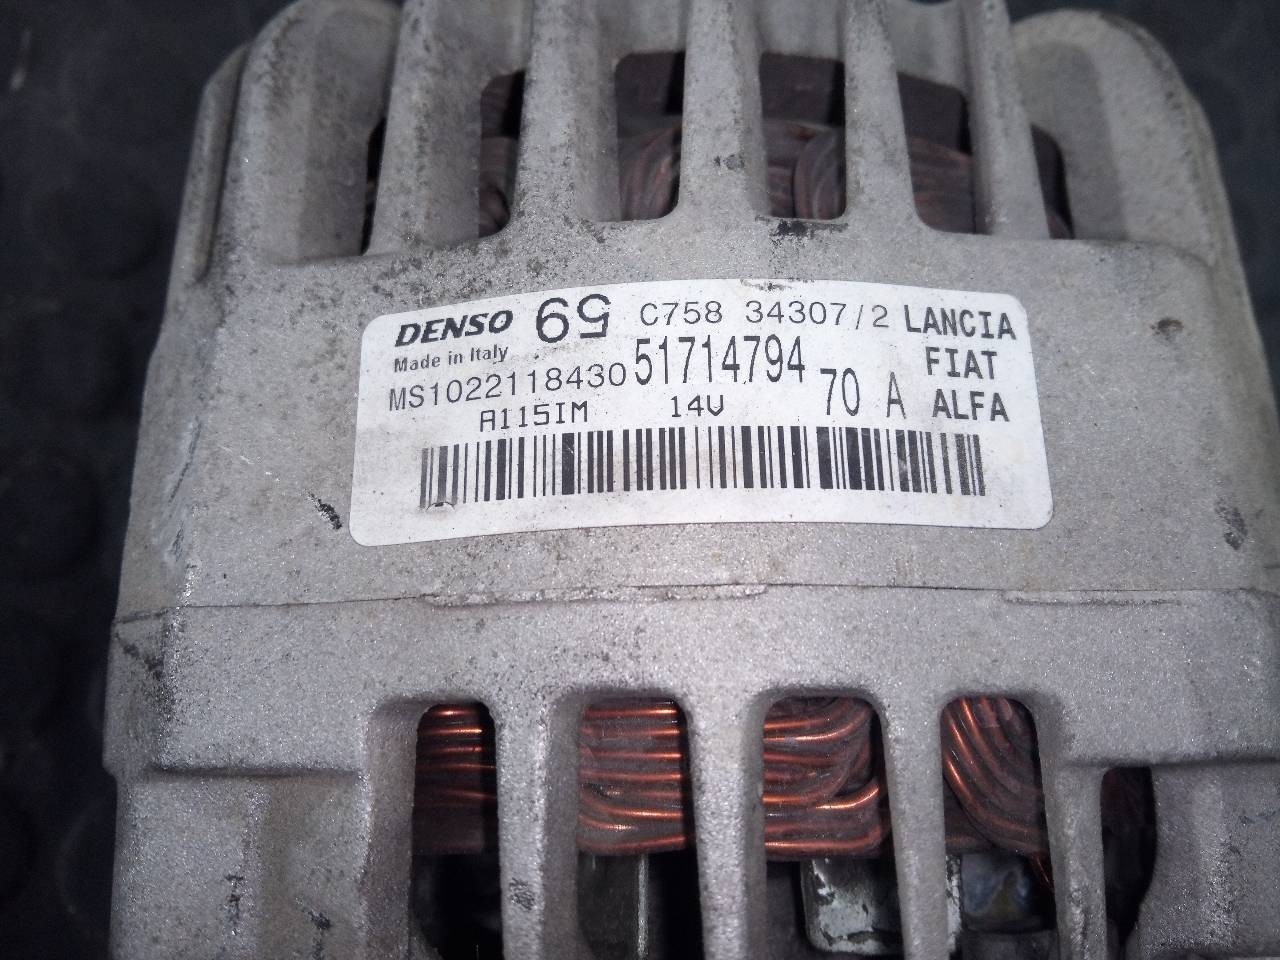 DENSO 69 C758 34307/2 LANCIA
Made in Italy 51714794 FIAT
MS1022118430 70 A ALFA
A115IM 14V